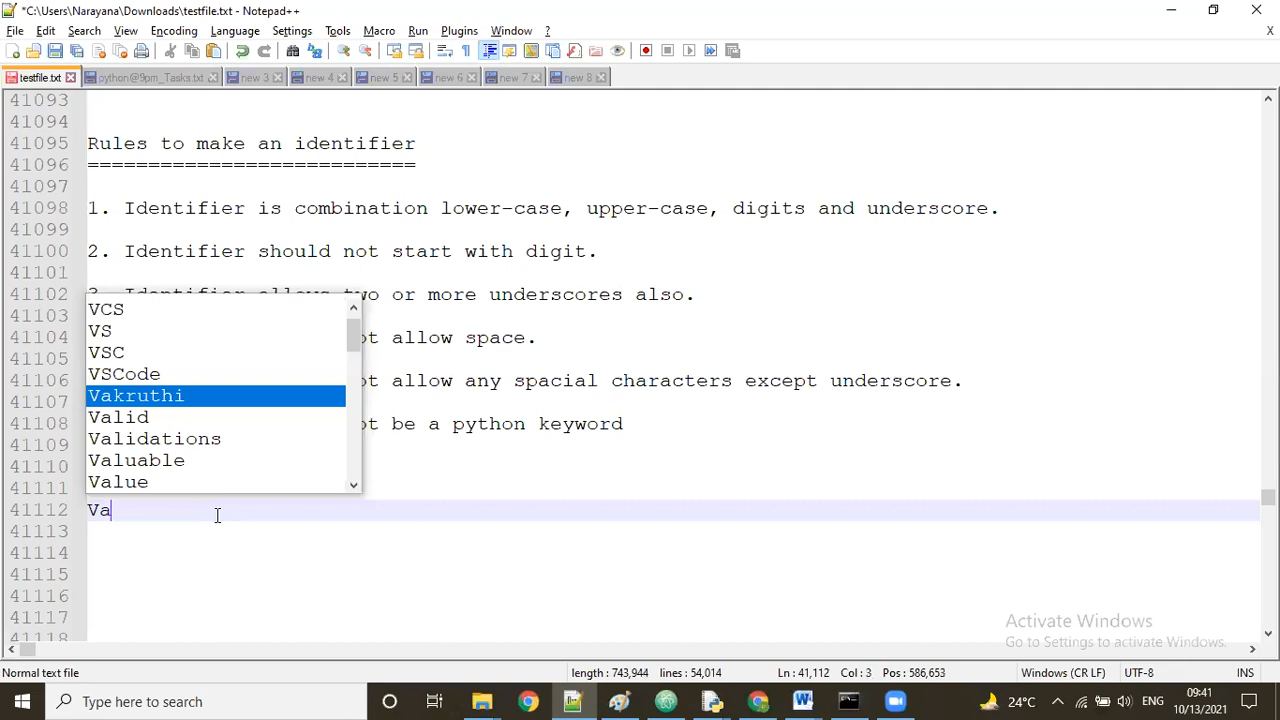 *C:\Users\Narayana\Downloads\testfile.txt - Notepad++
File Edit Search View Encoding Language Settings Tools Macro Run Plugins Window ? X
testfile.txt python@9pm_Tasks.txt new 3 new 4 new 5 new 6 new 7 new 8
41093
41094
41095 Rules to make an identifier
41096 ===========================
41097
41098 1. Identifier is combination lower-case, upper-case, digits and underscore.
41099
41100 2. Identifier should not start with digit.
41101
41102 3. Identifier allows two or more underscores also.
41103
41104 ot allow space.
41105
41106 ot allow any spacial characters except underscore.
41107
41108 ot be a python keyword
41109
41110
41111
VCS
VS
VSC
VSCode
Vakruthi
Valid
Validations
Valuable
Value
41112 Va
41113
41114
41115
41116
41117
41118
Activate Windows
Go to Settings to activate Windows.
Normal text file length : 743,944 lines : 54,014 Ln : 41,112 Col : 3 Pos : 586,653 Windows (CR LF) UTF-8 INS
Type here to search 24°C ENG 09:41
10/13/2021